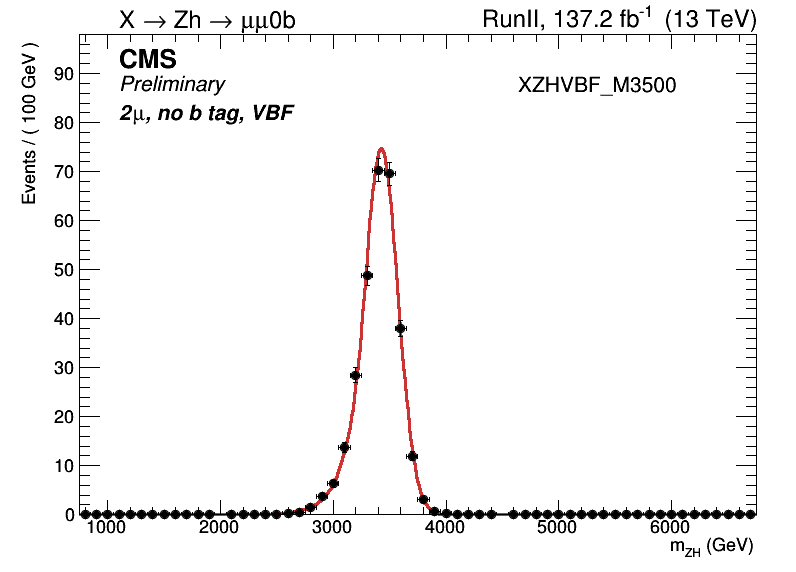 X → Zh → μμ0b
RunII, 137.2 fb⁻¹ (13 TeV)
CMS
Preliminary
2μ, no b tag, VBF
XZHVBF_M3500
Events / ( 100 GeV )
90
80
70
60
50
40
30
20
10
0
1000 2000 3000 4000 5000 6000
m_ZH (GeV)